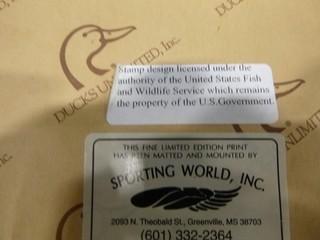 DUCKS UNLIMITED, Inc.
Stamp design licensed under the
authority of the United States Fish
and Wildlife Service which remains
the property of the U.S.Government.
UNLIMITED
THIS FINE LIMITED EDITION PRINT
HAS BEEN MATTED AND MOUNTED BY
SPORTING WORLD, INC.
2093 N. Theobald St., Greenville, MS 38703
(601) 332-2364